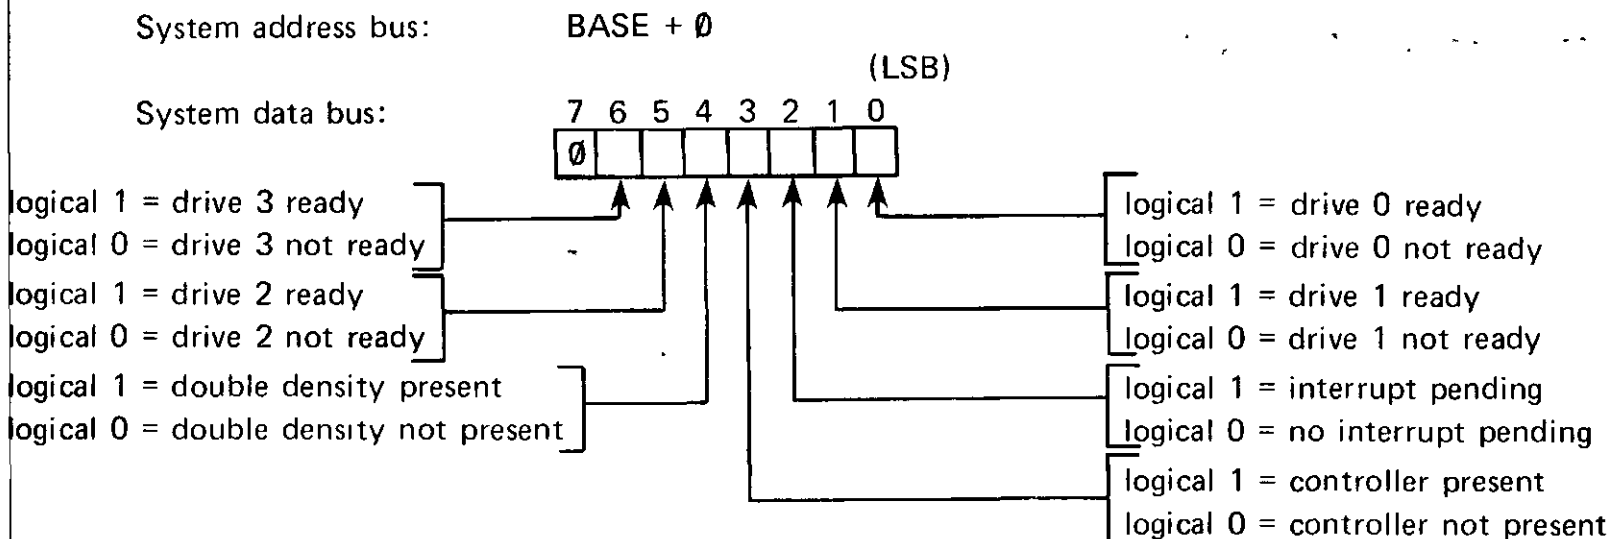 System address bus: BASE + Ø
(LSB)
System data bus: 7 6 5 4 3 2 1 0
Ø
logical 1 = drive 3 ready
logical 0 = drive 3 not ready
logical 1 = drive 2 ready
logical 0 = drive 2 not ready
logical 1 = double density present
logical 0 = double density not present
logical 1 = drive 0 ready
logical 0 = drive 0 not ready
logical 1 = drive 1 ready
logical 0 = drive 1 not ready
logical 1 = interrupt pending
logical 0 = no interrupt pending
logical 1 = controller present
logical 0 = controller not present